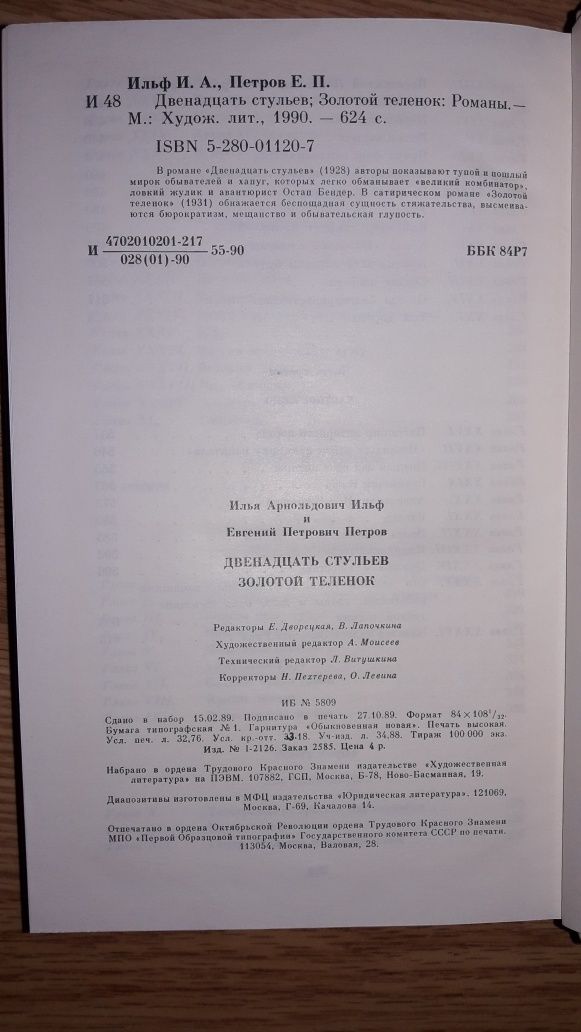 Ильф И. А., Петров Е. П.
И 48 Двенадцать стульев; Золотой теленок: Романы.—
М.: Худож. лит., 1990. — 624 с.
ISBN 5-280-01120-7
В романе «Двенадцать стульев» (1928) авторы показывают тупой и пошлый
мирок обывателей и хапуг, которых легко обманывает «великий комбинатор»,
ловкий жулик и авантюрист Остап Бендер. В сатирическом романе «Золотой
теленок» (1931) обнажается беспощадная сущность стяжательства, высмеива-
ются бюрократизм, мещанство и обывательская глупость.
И 4702010201-217 55-90 ББК 84Р7
028(01)-90
Илья Арнольдович Ильф
и
Евгений Петрович Петров
ДВЕНАДЦАТЬ СТУЛЬЕВ
ЗОЛОТОЙ ТЕЛЕНОК
Редакторы Е. Дворецкая, В. Лапочкина
Художественный редактор А. Моисеев
Технический редактор Л. Витушкина
Корректоры Н. Пехтерева, О. Левина
ИБ № 5809
Сдано в набор 15.02.89. Подписано в печать 27.10.89. Формат 84×108¹/₃₂.
Бумага типографская №1. Гарнитура «Обыкновенная новая». Печать высокая.
Усл. печ. л. 32,76. Усл. кр.-отт. 33.18. Уч-изд. л. 34,88. Тираж 100 000 экз.
Изд. № I-2126. Заказ 2585. Цена 4 р.
Набрано в ордена Трудового Красного Знамени издательстве «Художественная
литература» на ПЭВМ. 107882, ГСП, Москва, Б-78, Ново-Басманная, 19.
Диапозитивы изготовлены в МФЦ издательства «Юридическая литература». 121069,
Москва, Г-69, Качалова 14.
Отпечатано в ордена Октябрьской Революции ордена Трудового Красного Знамени
МПО «Первой Образцовой типографии» Государственного комитета СССР по печати.
113054, Москва, Валовая, 28.